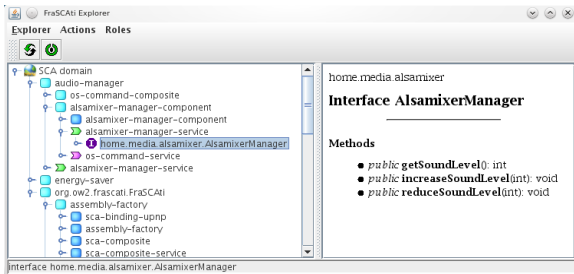 FraSCAti Explorer
Explorer Actions Roles
SCA domain
audio-manager
os-command-composite
alsamixer-manager-component
alsamixer-manager-component
alsamixer-manager-service
home.media.alsamixer.AlsamixerManager
os-command-service
alsamixer-manager-service
energy-saver
org.ow2.frascati.FraSCAti
assembly-factory
sca-binding-upnp
assembly-factory
sca-composite
sca-composite-service
home.media.alsamixer
Interface AlsamixerManager
Methods
public getSoundLevel(): int
public increaseSoundLevel(int): void
public reduceSoundLevel(int): void
interface home.media.alsamixer.AlsamixerManager